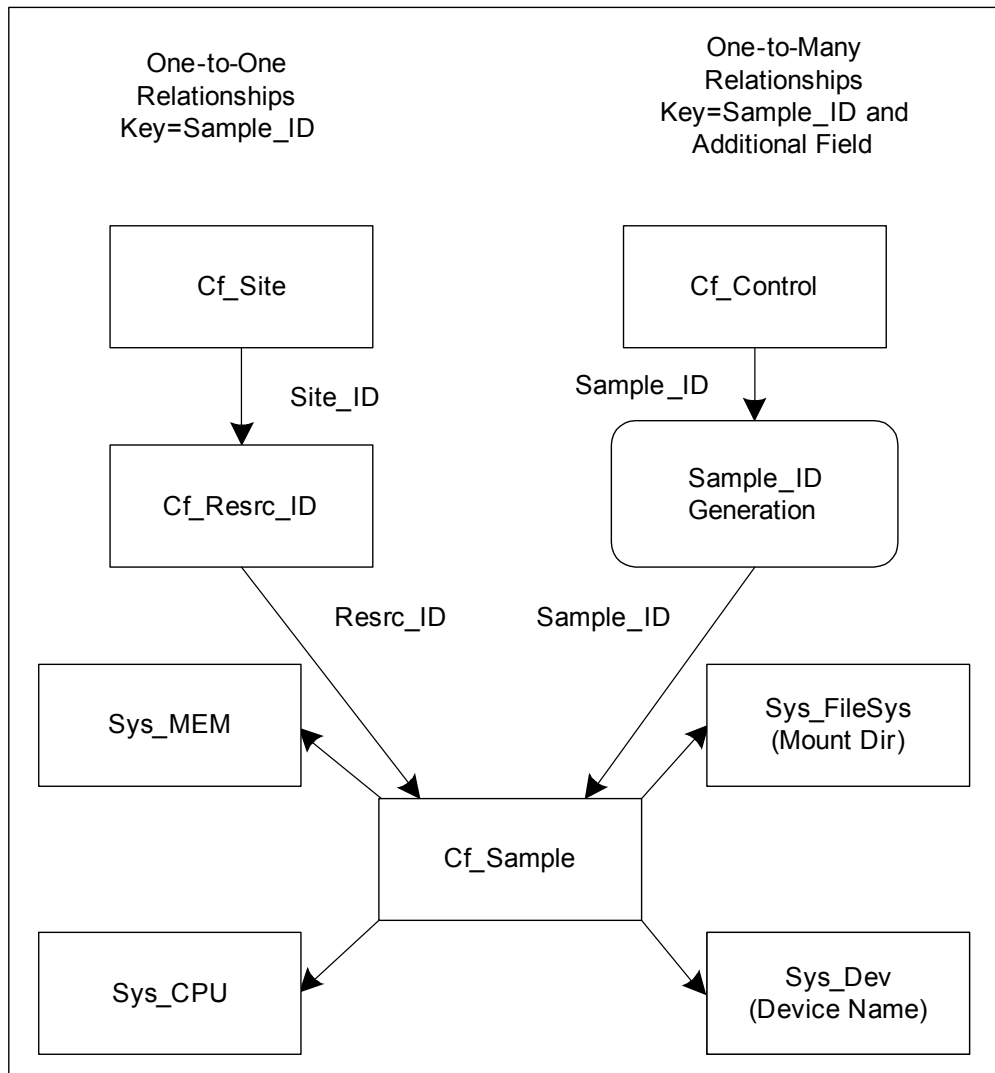 One-to-One
Relationships
Key=Sample_ID
One-to-Many
Relationships
Key=Sample_ID and
Additional Field
Cf_Site
Cf_Control
Site_ID
Sample_ID
Cf_Resrc_ID
Sample_ID
Generation
Resrc_ID
Sample_ID
Sys_MEM
Sys_FileSys
(Mount Dir)
Cf_Sample
Sys_CPU
Sys_Dev
(Device Name)